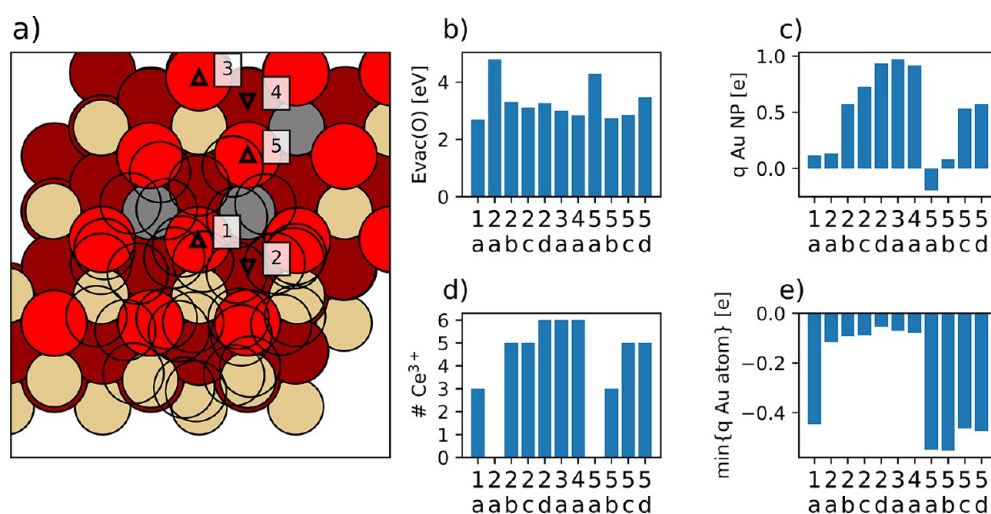 a)
3
4
5
1
2
b)
Evac(O) [eV]
4
2
0
1 2 2 2 2 3 4 5 5 5 5
a a b c d a a a b c d
c)
q Au NP [e]
1.0
0.5
0.0
1 2 2 2 2 3 4 5 5 5 5
a a b c d a a a b c d
d)
# Ce³⁺
6
5
4
3
2
1
0
1 2 2 2 2 3 4 5 5 5 5
a a b c d a a a b c d
e)
min{q Au atom} [e]
0.0
−0.2
−0.4
1 2 2 2 2 3 4 5 5 5 5
a a b c d a a a b c d